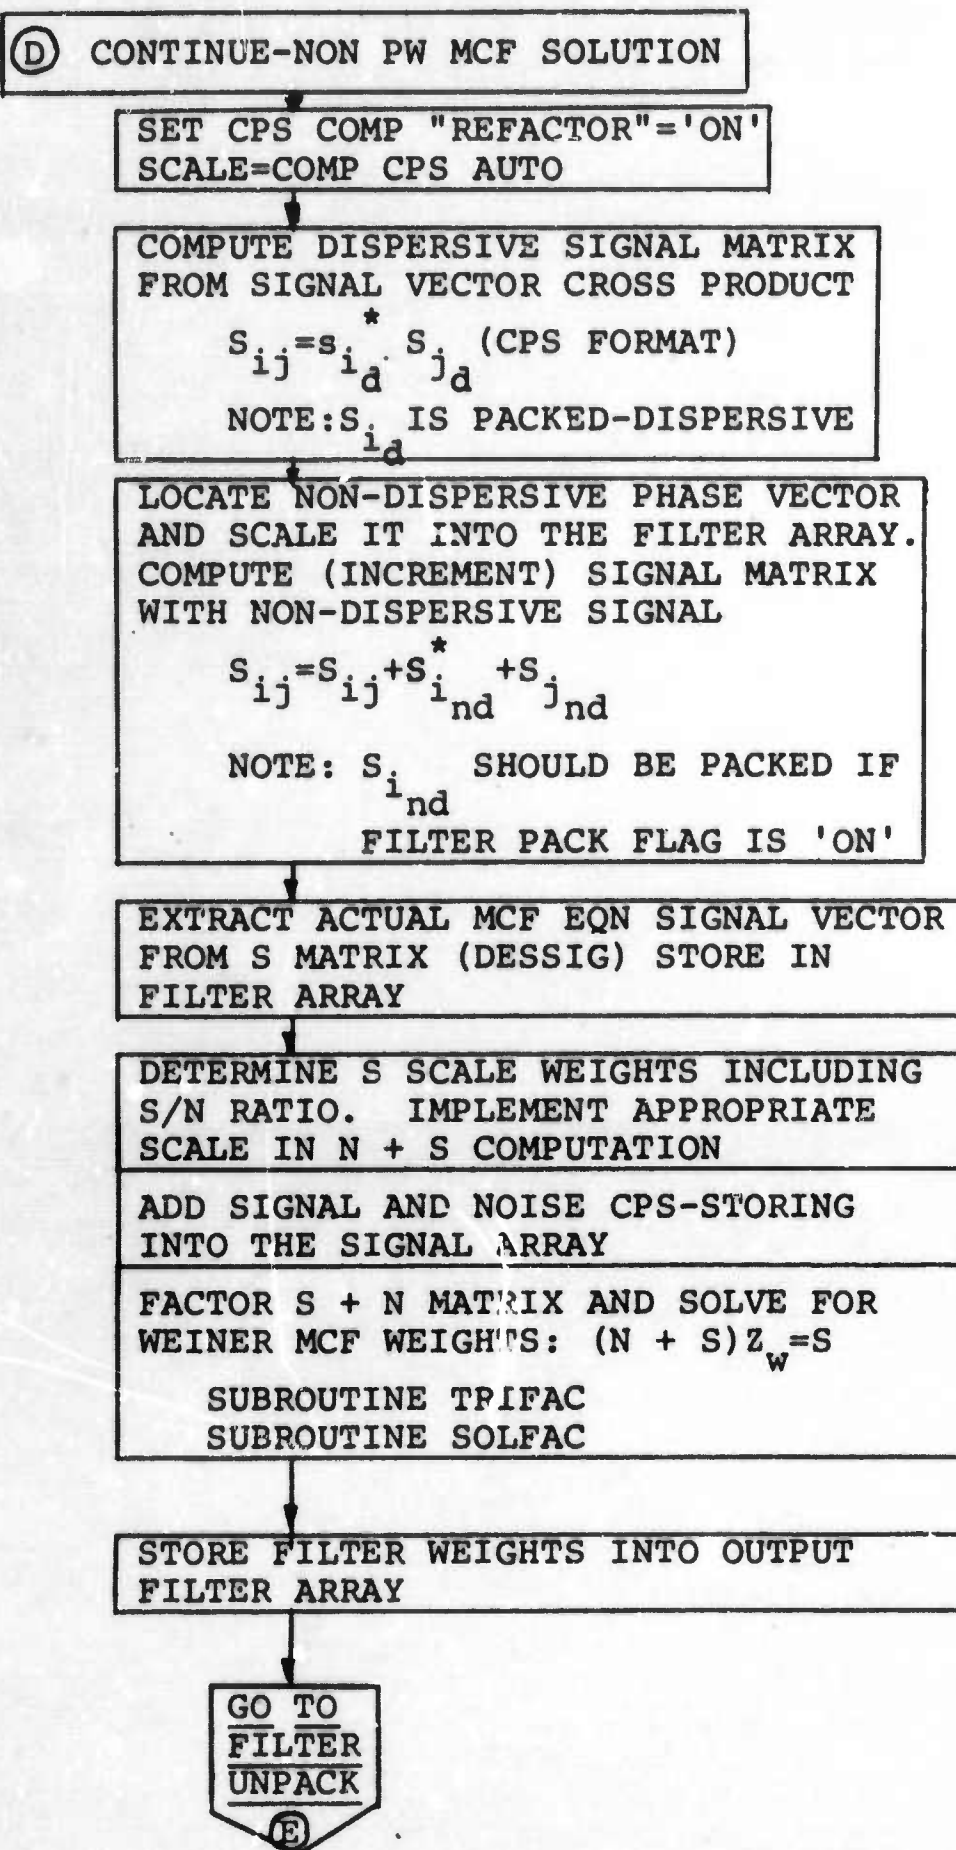 (D) CONTINUE-NON PW MCF SOLUTION
SET CPS COMP "REFACTOR"='ON'
SCALE=COMP CPS AUTO
COMPUTE DISPERSIVE SIGNAL MATRIX
FROM SIGNAL VECTOR CROSS PRODUCT
S_ij=s_i_d^* S_j_d (CPS FORMAT)
NOTE:S_i_d IS PACKED-DISPERSIVE
LOCATE NON-DISPERSIVE PHASE VECTOR
AND SCALE IT INTO THE FILTER ARRAY.
COMPUTE (INCREMENT) SIGNAL MATRIX
WITH NON-DISPERSIVE SIGNAL
S_ij=S_ij+S_i_nd^*+S_j_nd
NOTE: S_i_nd SHOULD BE PACKED IF
FILTER PACK FLAG IS 'ON'
EXTRACT ACTUAL MCF EQN SIGNAL VECTOR
FROM S MATRIX (DESSIG) STORE IN
FILTER ARRAY
DETERMINE S SCALE WEIGHTS INCLUDING
S/N RATIO. IMPLEMENT APPROPRIATE
SCALE IN N + S COMPUTATION
ADD SIGNAL AND NOISE CPS-STORING
INTO THE SIGNAL ARRAY
FACTOR S + N MATRIX AND SOLVE FOR
WEINER MCF WEIGHTS: (N + S)Z_w=S
SUBROUTINE TRIFAC
SUBROUTINE SOLFAC
STORE FILTER WEIGHTS INTO OUTPUT
FILTER ARRAY
GO TO
FILTER
UNPACK
(E)